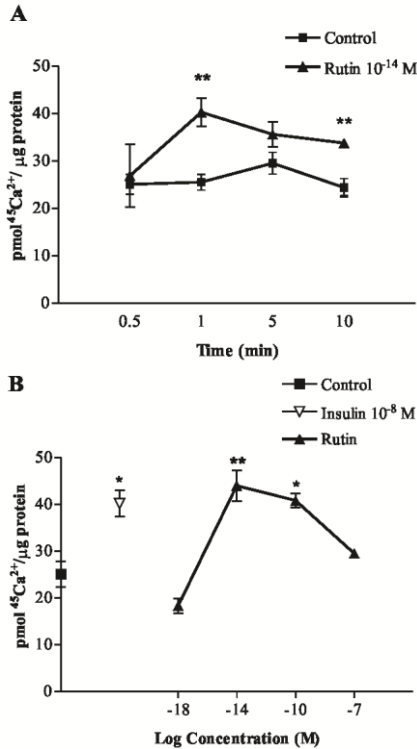 A
Control
Rutin 10⁻¹⁴ M
pmol⁴⁵Ca²⁺/ µg protein
50
40
30
20
10
0
**
**
0.5 1 5 10
Time (min)
B
Control
Insulin 10⁻⁸ M
Rutin
pmol ⁴⁵Ca²⁺/µg protein
50
40
30
20
10
0
*
**
*
-18 -14 -10 -7
Log Concentration (M)